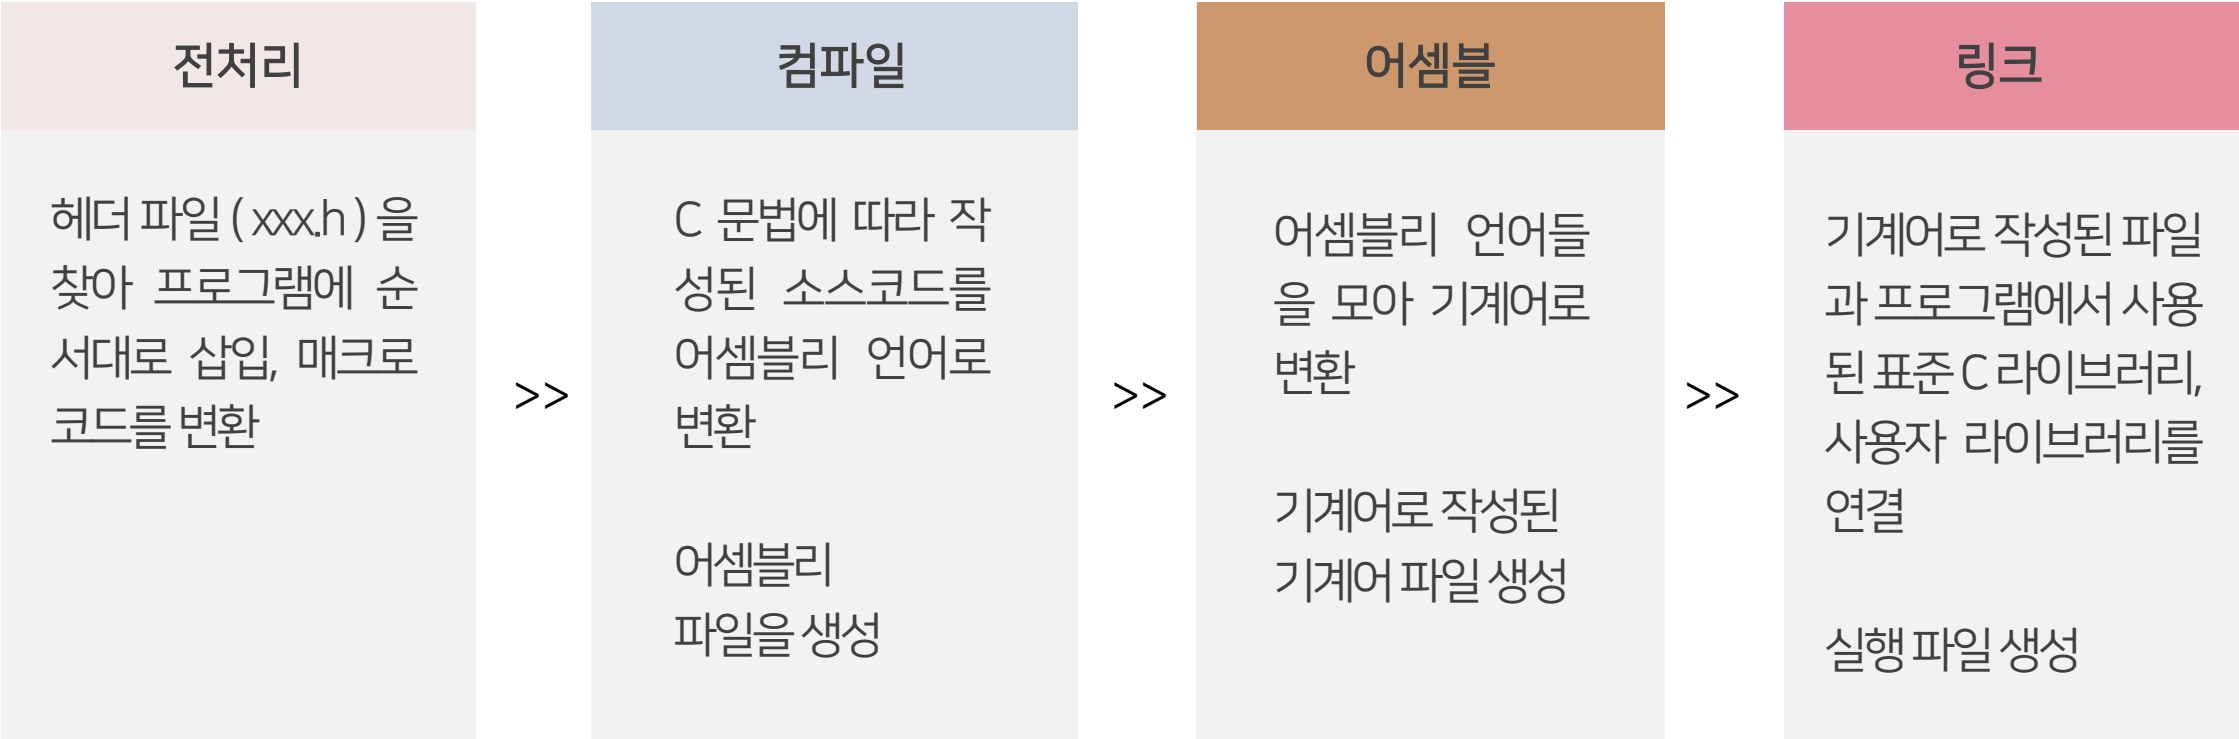 전처리
헤더 파일 ( xxx.h ) 을
찾아 프로그램에 순
서대로 삽입, 매크로
코드를 변환
>>
컴파일
C 문법에 따라 작
성된 소스코드를
어셈블리 언어로
변환
어셈블리
파일을 생성
>>
어셈블
어셈블리 언어들
을 모아 기계어로
변환
기계어로 작성된
기계어 파일 생성
>>
링크
기계어로 작성된 파일
과 프로그램에서 사용
된 표준 C 라이브러리,
사용자 라이브러리를
연결
실행 파일 생성